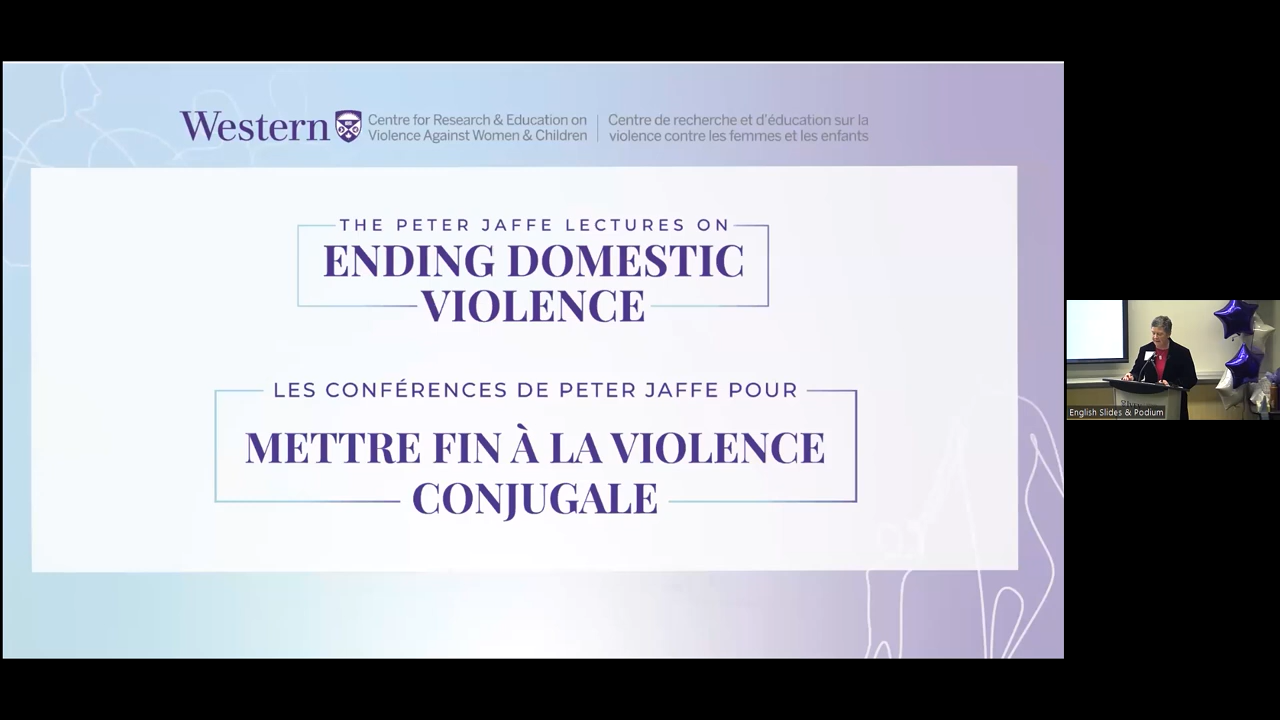 Western
Centre for Research & Education on
Violence Against Women & Children
Centre de recherche et d'éducation sur la
violence contre les femmes et les enfants
THE PETER JAFFE LECTURES ON
ENDING DOMESTIC
VIOLENCE
LES CONFÉRENCES DE PETER JAFFE POUR
METTRE FIN À LA VIOLENCE
CONJUGALE
English Slides & Podium